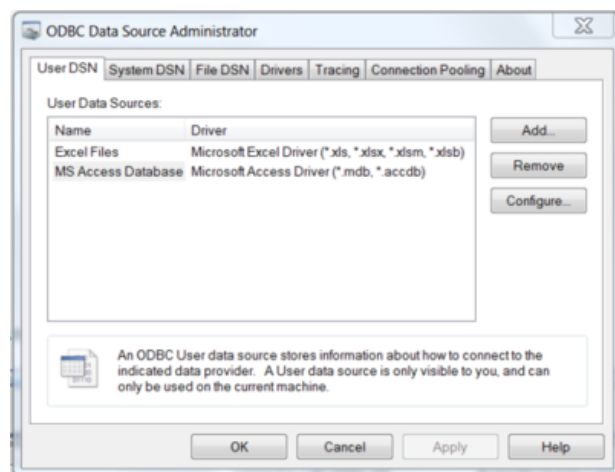 ODBC Data Source Administrator
User DSN System DSN File DSN Drivers Tracing Connection Pooling About
User Data Sources:
Name Driver
Excel Files Microsoft Excel Driver (*.xls, *.xlsx, *.xlsm, *.xlsb)
MS Access Database Microsoft Access Driver (*.mdb, *.accdb)
Add...
Remove
Configure...
An ODBC User data source stores information about how to connect to the
indicated data provider. A User data source is only visible to you, and can
only be used on the current machine.
OK Cancel Apply Help